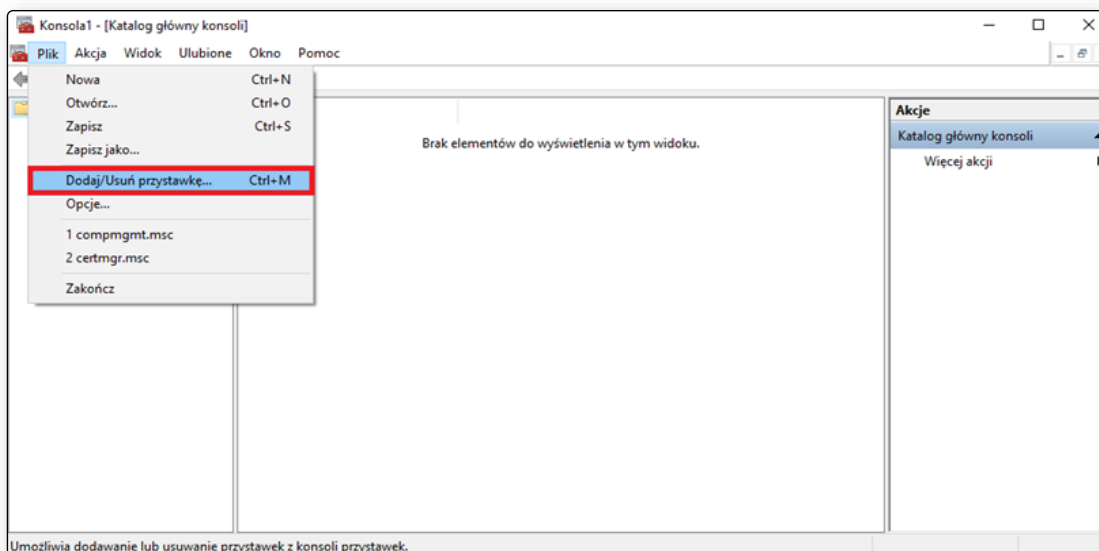 Konsola1 - [Katalog główny konsoli]
Plik Akcja Widok Ulubione Okno Pomoc
Nowa Ctrl+N
Otwórz... Ctrl+O
Zapisz Ctrl+S
Zapisz jako...
Dodaj/Usuń przystawkę... Ctrl+M
Opcje...
1 compmgmt.msc
2 certmgr.msc
Zakończ
Brak elementów do wyświetlenia w tym widoku.
Akcje
Katalog główny konsoli
Więcej akcji
Umożliwia dodawanie lub usuwanie przystawek z konsoli przystawek.